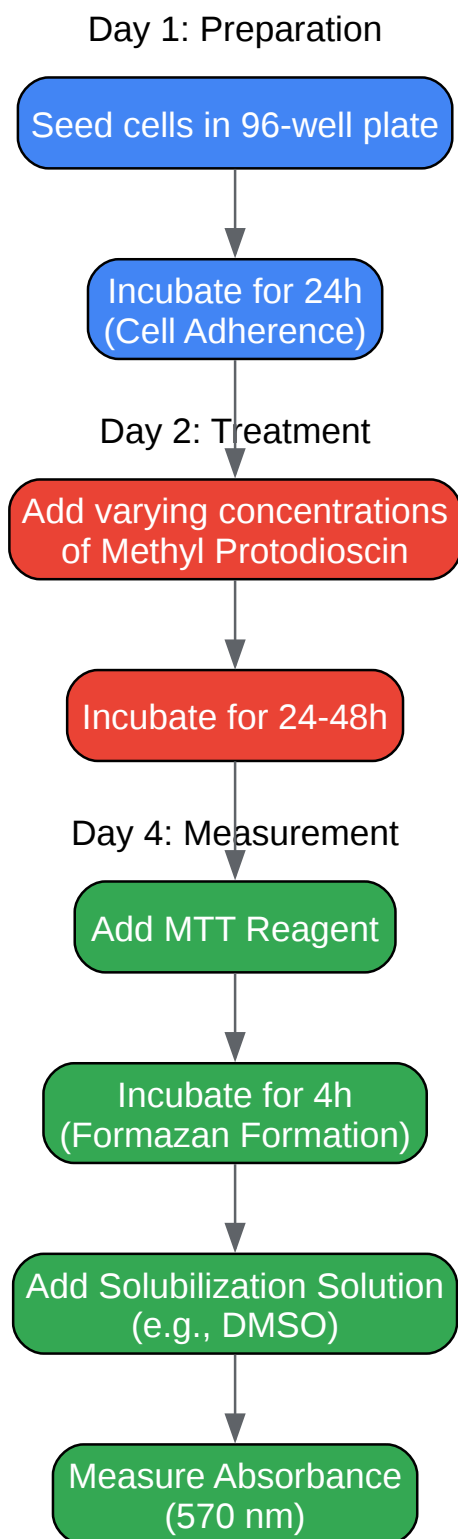 Day 1: Preparation
Seed cells in 96-well plate
Incubate for 24h
(Cell Adherence)
Day 2: Treatment
Add varying concentrations
of Methyl Protodioscin
Incubate for 24-48h
Day 4: Measurement
Add MTT Reagent
Incubate for 4h
(Formazan Formation)
Add Solubilization Solution
(e.g., DMSO)
Measure Absorbance
(570 nm)